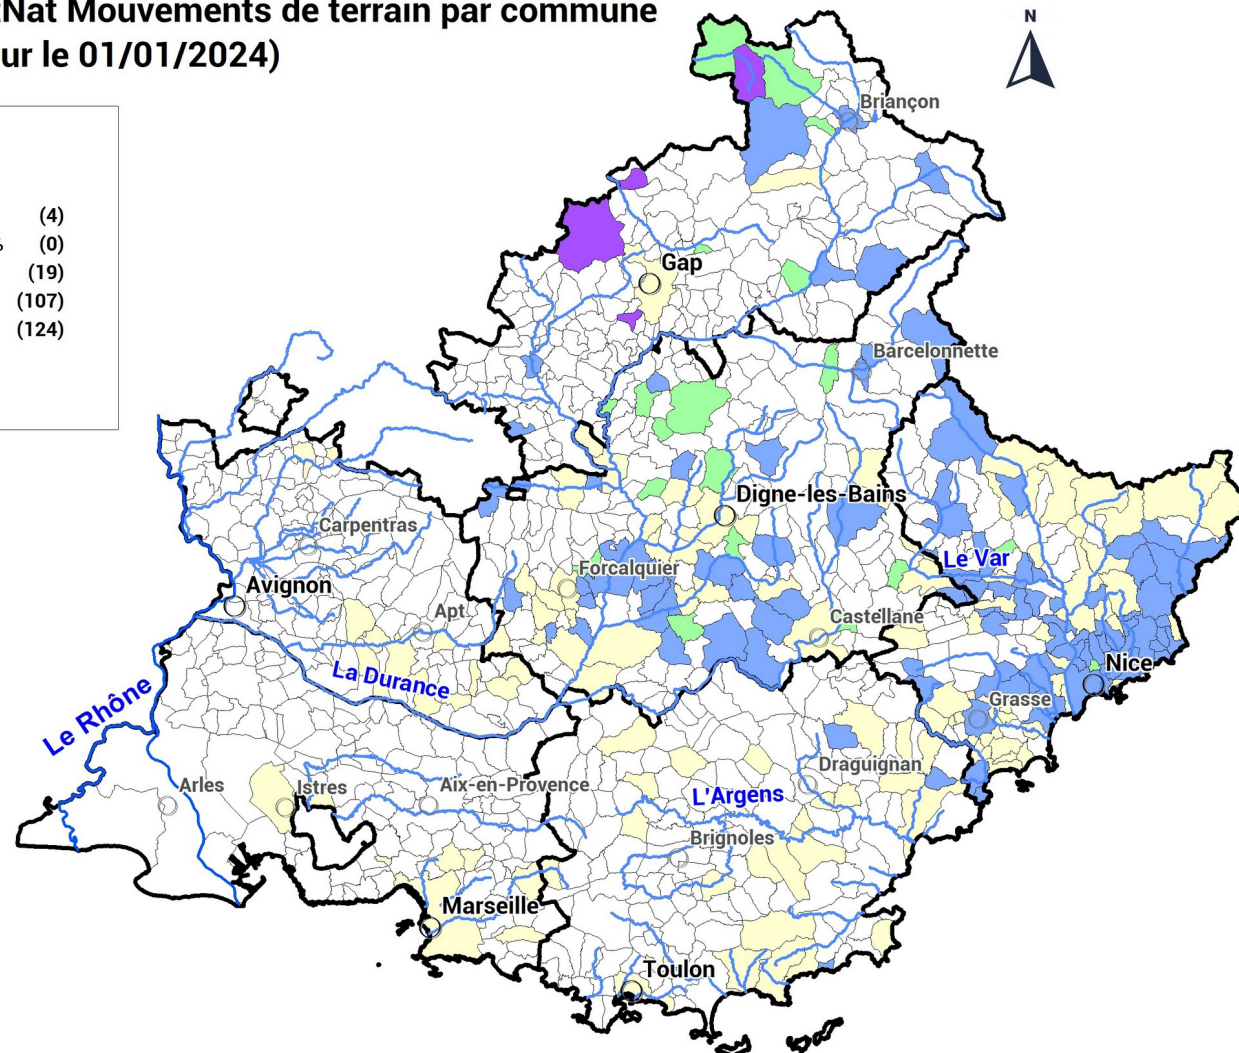 Nat Mouvements de terrain par commune
ur le 01/01/2024)
N
(4)
% (0)
(19)
(107)
(124)
Briançon
Gap
Barcelonnette
Digne-les-Bains
Carpentras
Le Var
Forcalquier
Avignon
Apt
Castellane
La Durance
Nice
Le Rhône
Grasse
Draguignan
Arles
Istres
Aix-en-Provence
L'Argens
Brignoles
Marseille
Toulon